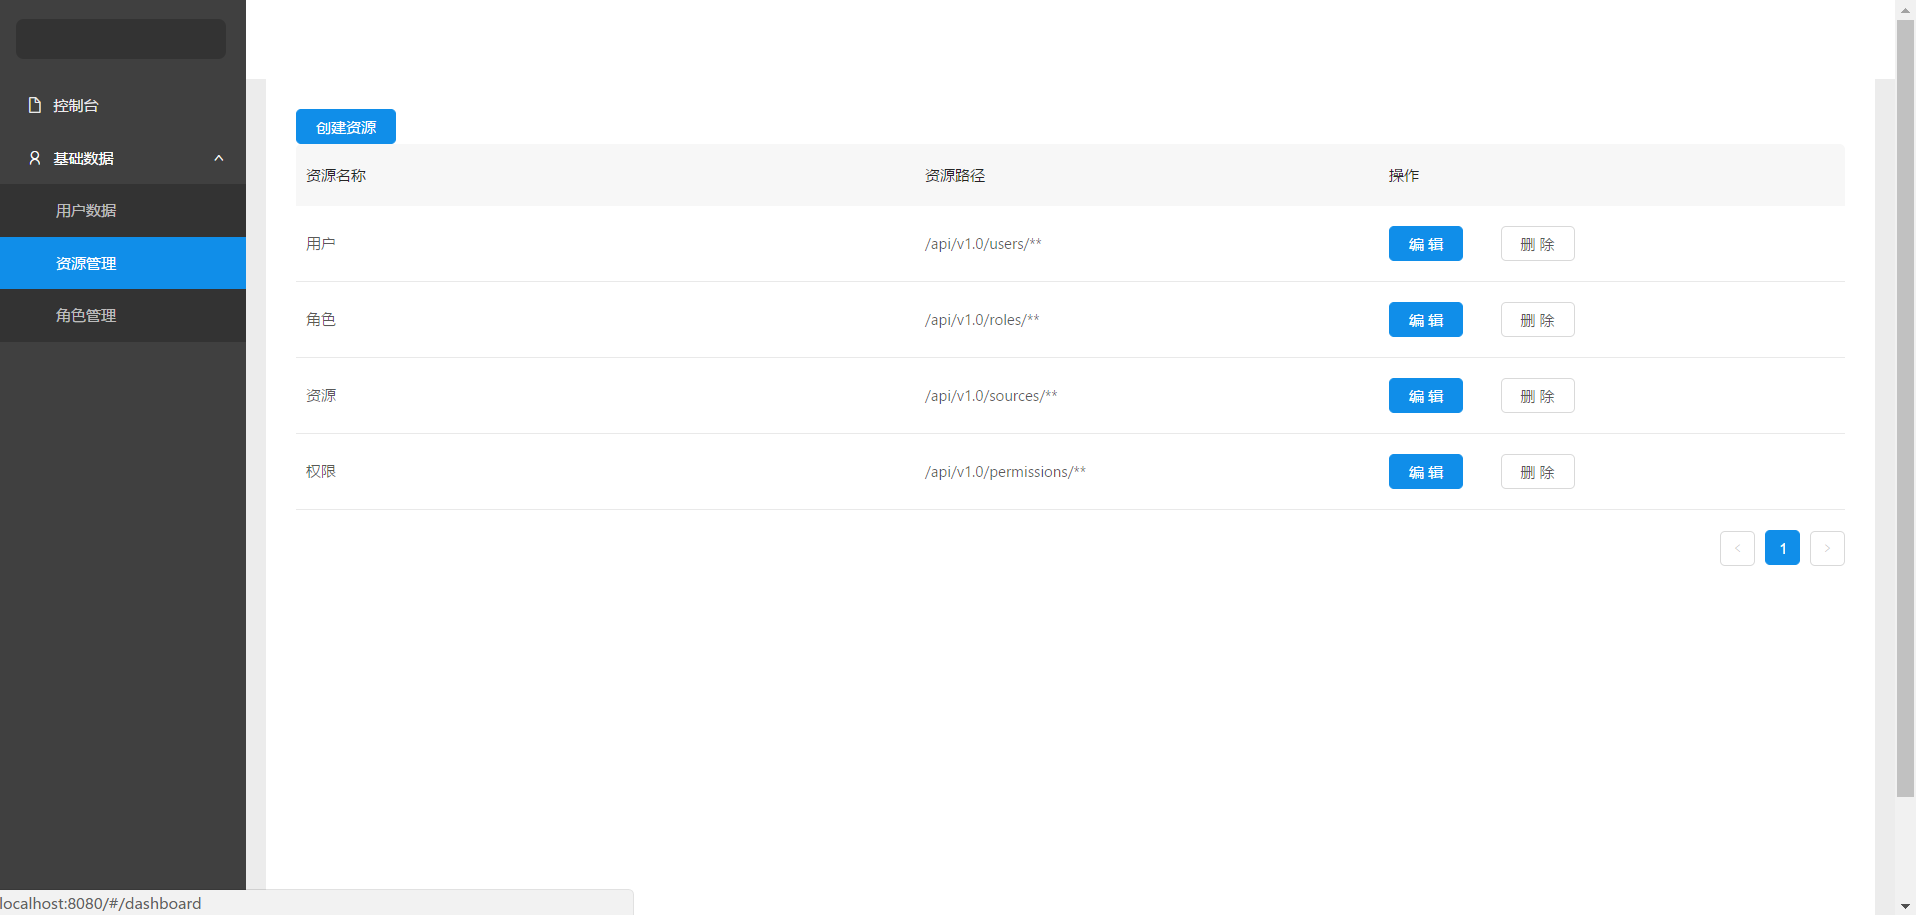 控制台
基础数据
用户数据
资源管理
角色管理
创建资源
资源名称 资源路径 操作
用户 /api/v1.0/users/** 编 辑 删 除
角色 /api/v1.0/roles/** 编 辑 删 除
资源 /api/v1.0/sources/** 编 辑 删 除
权限 /api/v1.0/permissions/** 编 辑 删 除
< 1 >
localhost:8080/#/dashboard